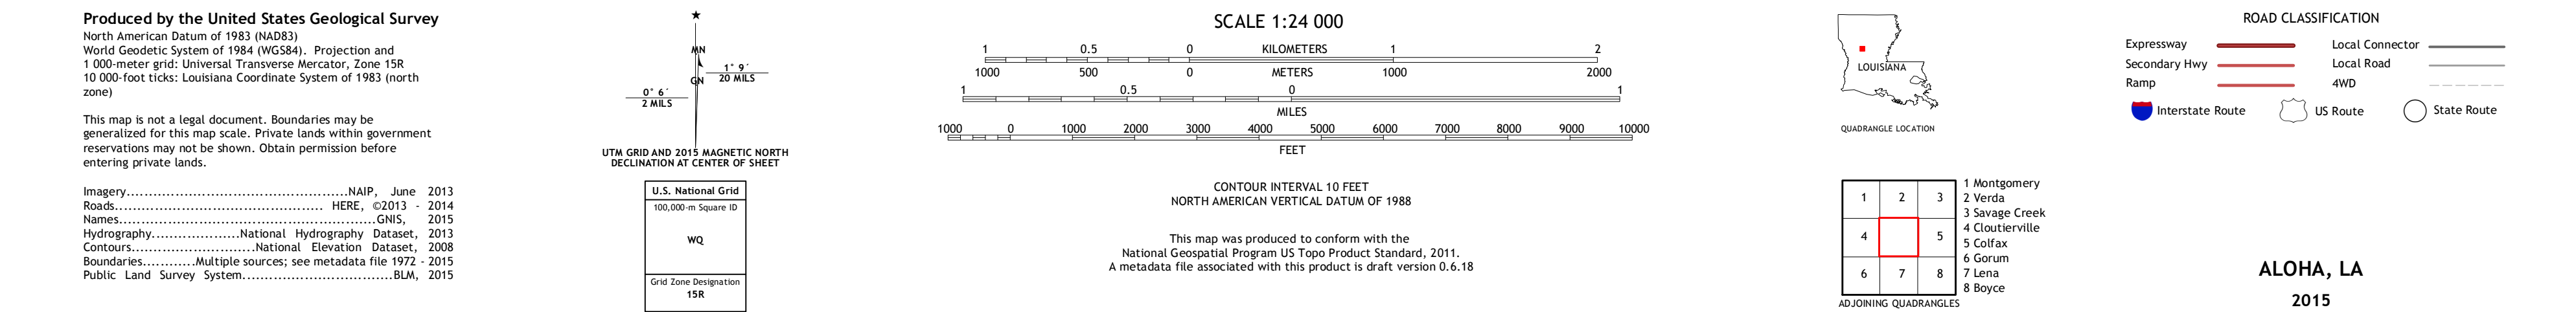 Produced by the United States Geological Survey
North American Datum of 1983 (NAD83)
World Geodetic System of 1984 (WGS84). Projection and
1 000-meter grid: Universal Transverse Mercator, Zone 15R
10 000-foot ticks: Louisiana Coordinate System of 1983 (north
zone)
This map is not a legal document. Boundaries may be
generalized for this map scale. Private lands within government
reservations may not be shown. Obtain permission before
entering private lands.
Imagery..................................................NAIP, June 2013
Roads............................................... HERE, ©2013 - 2014
Names.........................................................GNIS, 2015
Hydrography....................National Hydrography Dataset, 2013
Contours............................National Elevation Dataset, 2008
Boundaries............Multiple sources; see metadata file 1972 - 2015
Public Land Survey System..................................BLM, 2015
MN
GN
1° 9´
20 MILS
0° 6´
2 MILS
UTM GRID AND 2015 MAGNETIC NORTH
DECLINATION AT CENTER OF SHEET
U.S. National Grid
100,000-m Square ID
WQ
Grid Zone Designation
15R
SCALE 1:24 000
1 0.5 0 KILOMETERS 1 2
1000 500 0 METERS 1000 2000
1 0.5 0 1
MILES
1000 0 1000 2000 3000 4000 5000 6000 7000 8000 9000 10000
FEET
CONTOUR INTERVAL 10 FEET
NORTH AMERICAN VERTICAL DATUM OF 1988
This map was produced to conform with the
National Geospatial Program US Topo Product Standard, 2011.
A metadata file associated with this product is draft version 0.6.18
LOUISIANA
QUADRANGLE LOCATION
1 2 3
4 5
6 7 8
1 Montgomery
2 Verda
3 Savage Creek
4 Cloutierville
5 Colfax
6 Gorum
7 Lena
8 Boyce
ADJOINING QUADRANGLES
ROAD CLASSIFICATION
Expressway Local Connector
Secondary Hwy Local Road
Ramp 4WD
Interstate Route US Route State Route
ALOHA, LA
2015